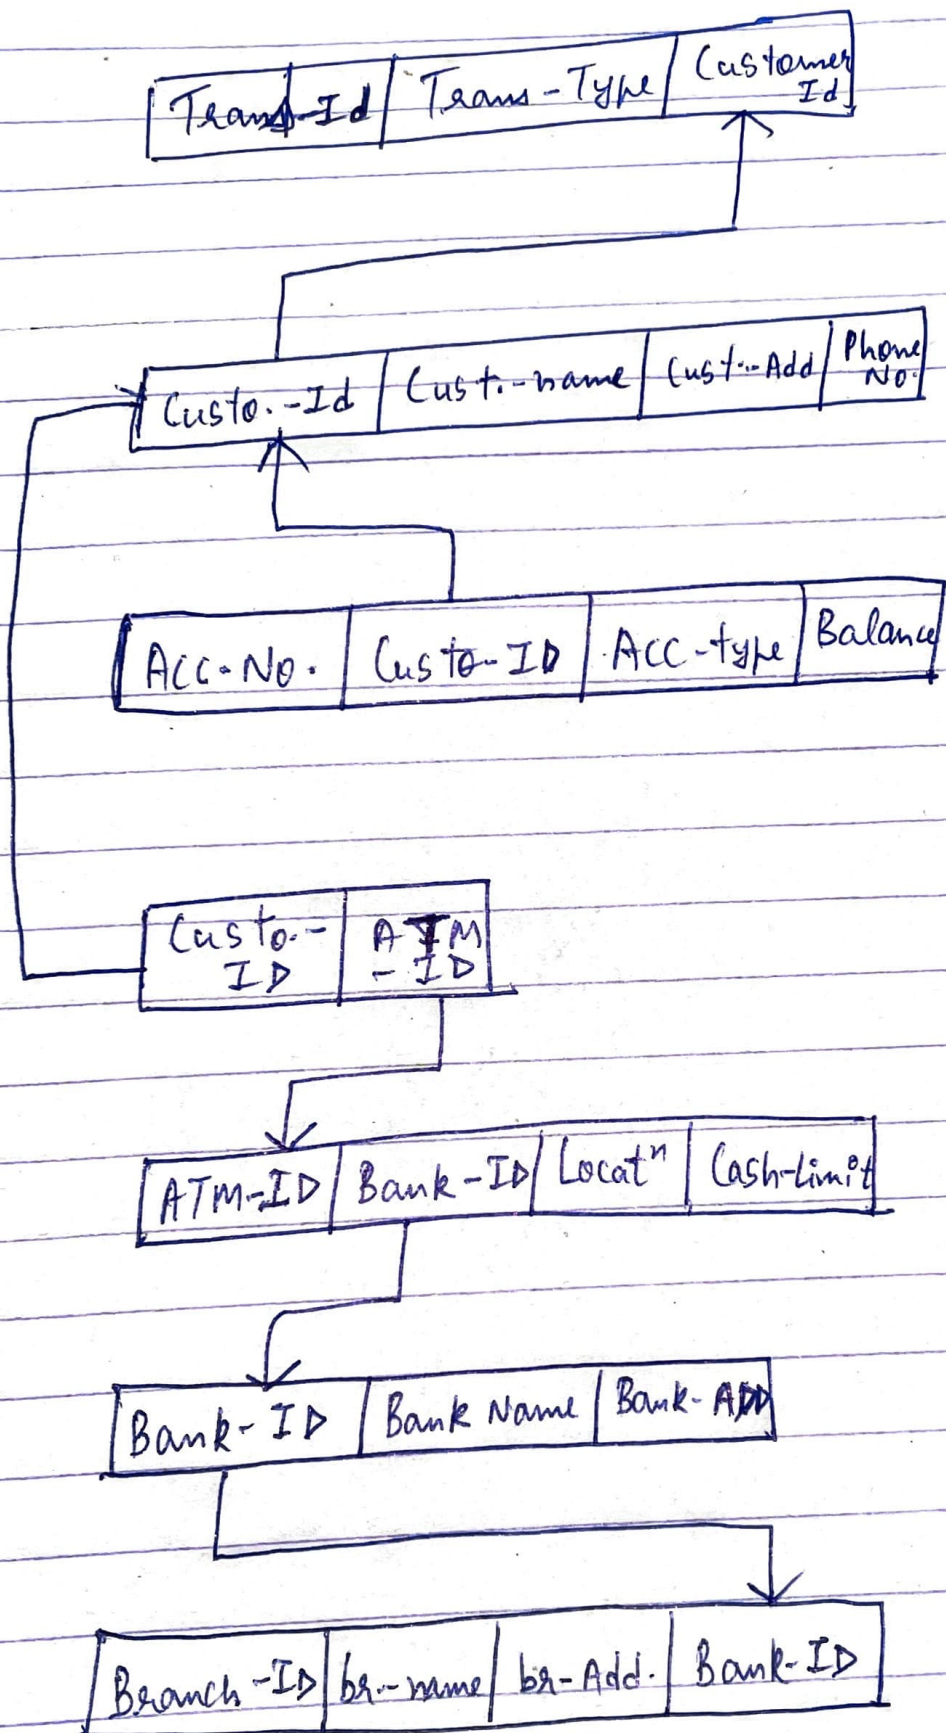 Trans-Id Trans-Type Customer Id
Custo.-Id Cust.-name Cust.-Add Phone No.
Acc.No. Custo-ID Acc-type Balance
Custo.-ID ATM-ID
ATM-ID Bank-ID Locatⁿ Cash-Limit
Bank-ID Bank Name Bank-ADD
Branch-ID br.-name br-Add. Bank-ID